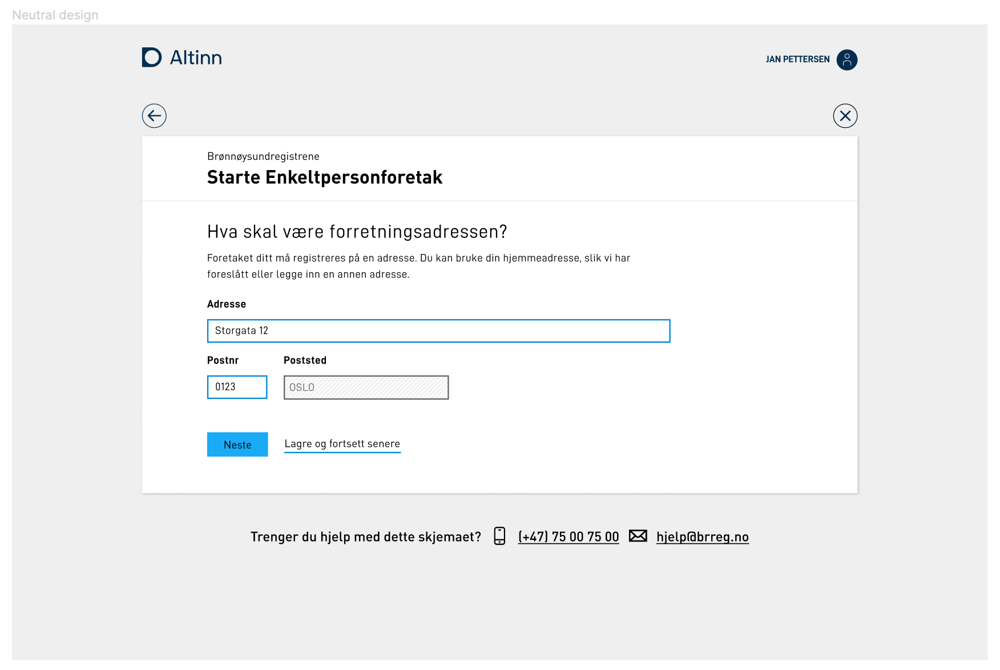 Neutral design
Altinn
JAN PETTERSEN
Brønnøysundregistrene
Starte Enkeltpersonforetak
Hva skal være forretningsadressen?
Foretaket ditt må registreres på en adresse. Du kan bruke din hjemmeadresse, slik vi har
foreslått eller legge inn en annen adresse.
Adresse
Storgata 12
Postnr Poststed
0123 OSLO
Neste Lagre og fortsett senere
Trenger du hjelp med dette skjemaet? (+47) 75 00 75 00 hjelp@brreg.no